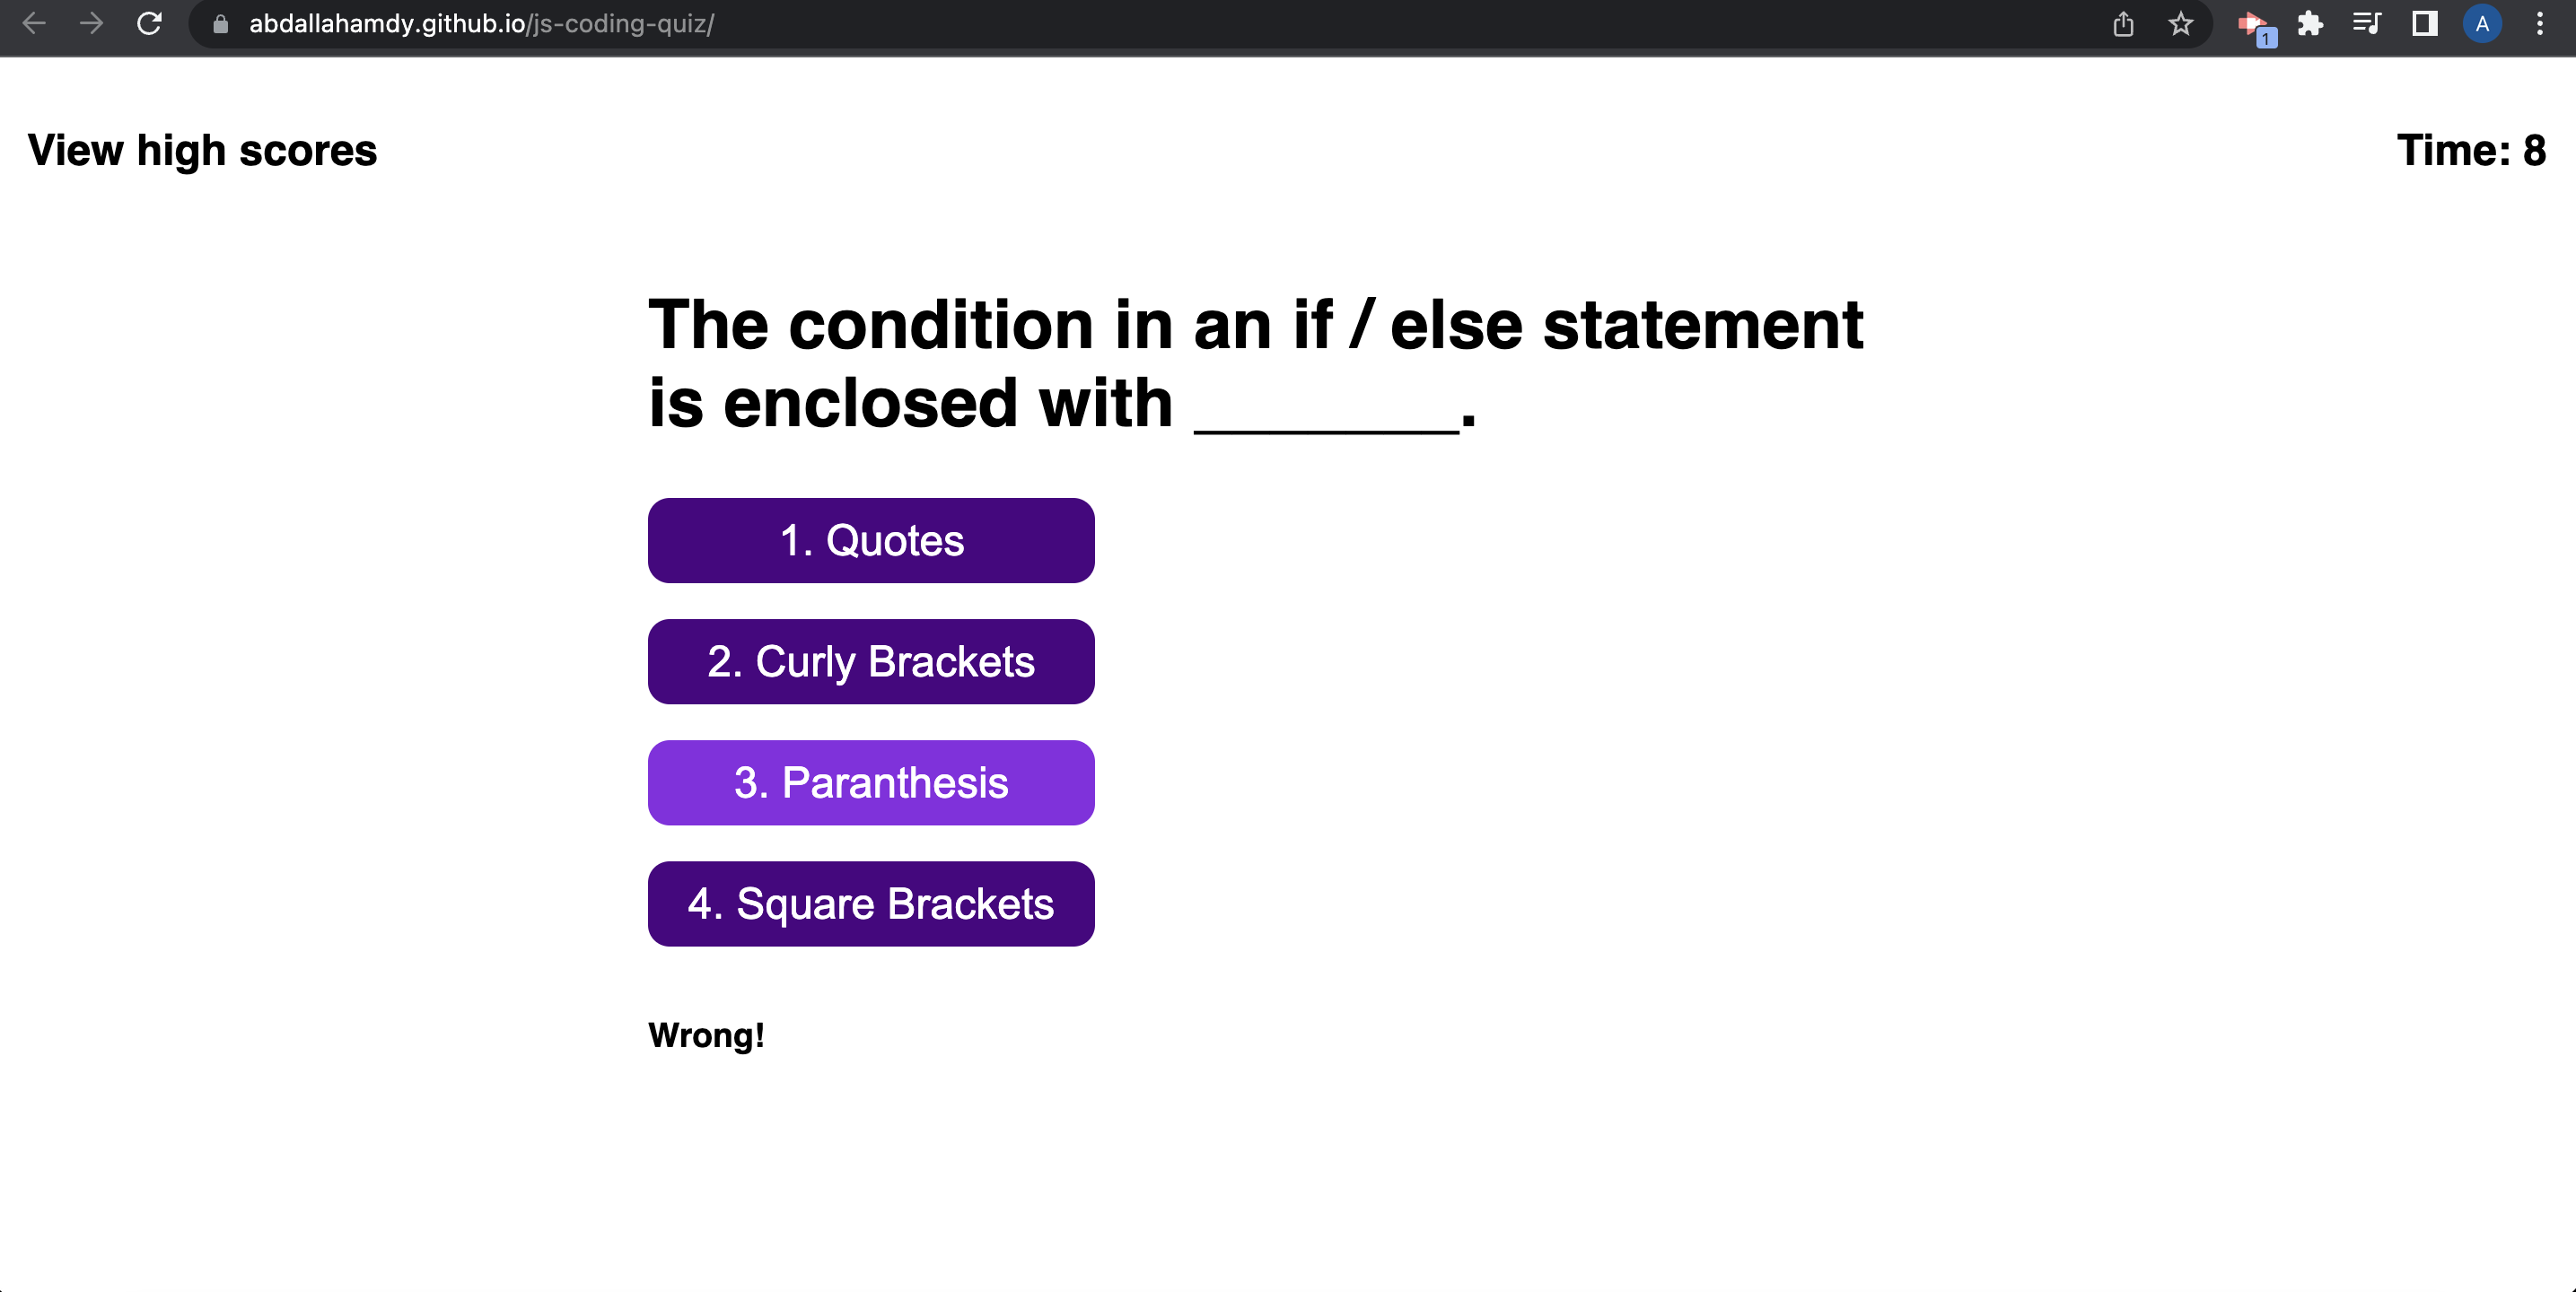 abdallahamdy.github.io/js-coding-quiz/
1
A
View high scores
Time: 8
The condition in an if / else statement
is enclosed with ________.
1. Quotes
2. Curly Brackets
3. Paranthesis
4. Square Brackets
Wrong!